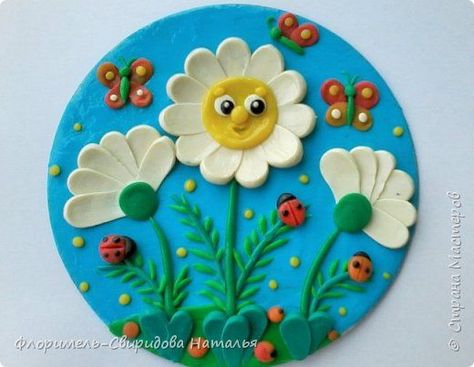 © Страна Мастеров
Флоримель-Свиридова Наталья